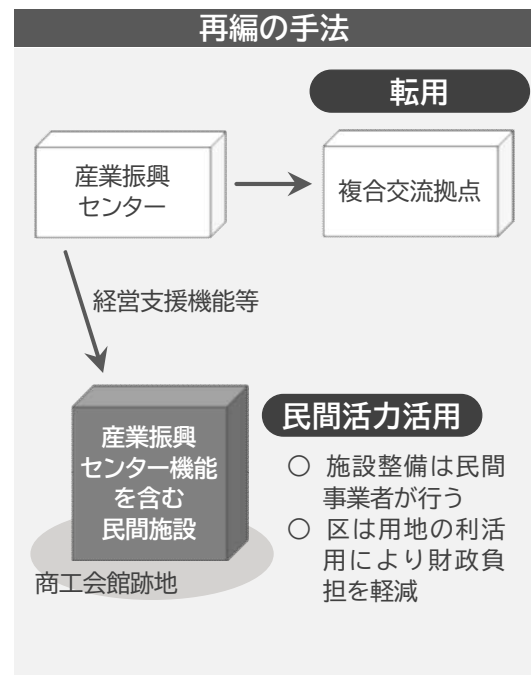 再編の手法
転用
産業振興
センター
複合交流拠点
経営支援機能等
産業振興
センター機能
を含む
民間施設
民間活力活用
○ 施設整備は民間
事業者が行う
○ 区は用地の利活
用により財政負
担を軽減
商工会館跡地